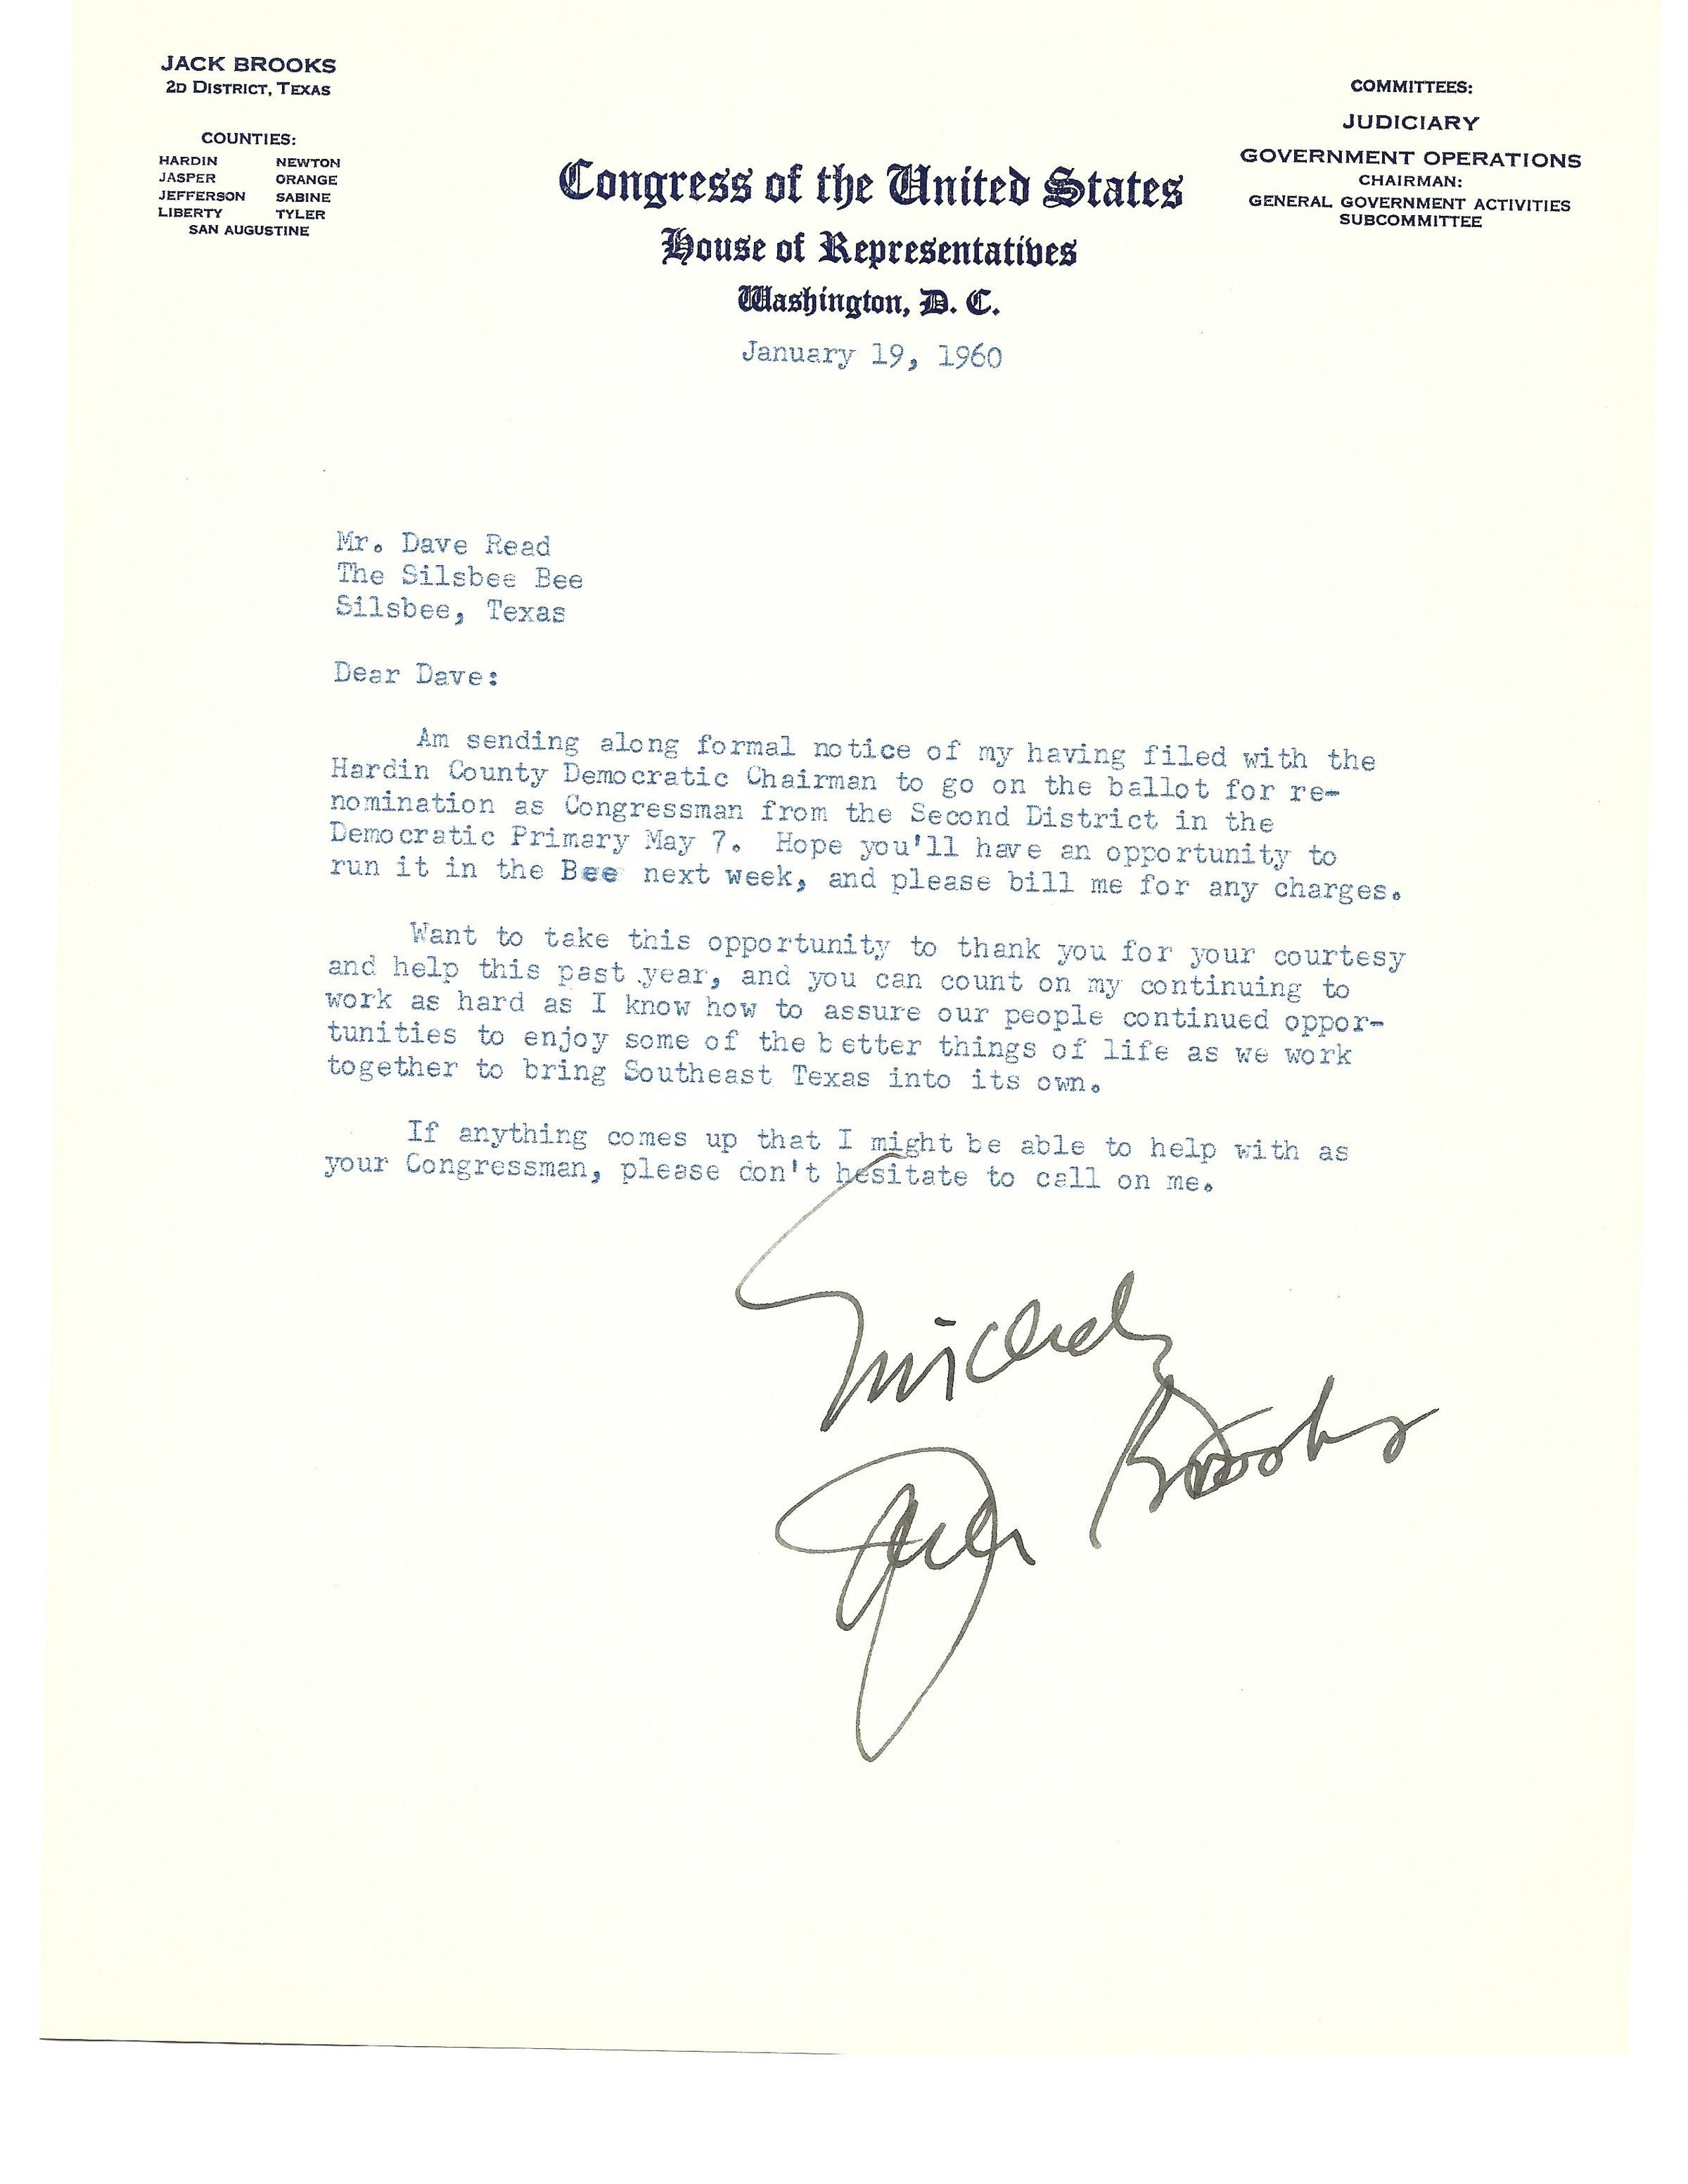 JACK BROOKS
2D DISTRICT, TEXAS
COUNTIES:
HARDIN NEWTON
JASPER ORANGE
JEFFERSON SABINE
LIBERTY TYLER
SAN AUGUSTINE
COMMITTEES:
JUDICIARY
GOVERNMENT OPERATIONS
CHAIRMAN:
GENERAL GOVERNMENT ACTIVITIES
SUBCOMMITTEE
Congress of the United States
House of Representatives
Washington, D. C.
January 19, 1960
Mr. Dave Read
The Silsbee Bee
Silsbee, Texas
Dear Dave:
Am sending along formal notice of my having filed with the
Hardin County Democratic Chairman to go on the ballot for re-
nomination as Congressman from the Second District in the
Democratic Primary May 7. Hope you'll have an opportunity to
run it in the Bee next week, and please bill me for any charges.
Want to take this opportunity to thank you for your courtesy
and help this past year, and you can count on my continuing to
work as hard as I know how to assure our people continued oppor-
tunities to enjoy some of the better things of life as we work
together to bring Southeast Texas into its own.
If anything comes up that I might be able to help with as
your Congressman, please don't hesitate to call on me.
Sincerely
Jack Brooks